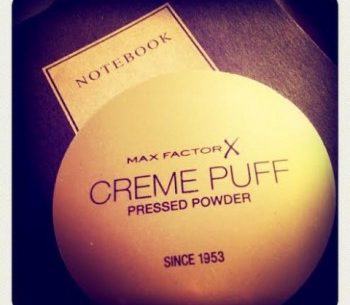 NOTEBOOK
MAX FACTOR X
CREME PUFF
PRESSED POWDER
SINCE 1953